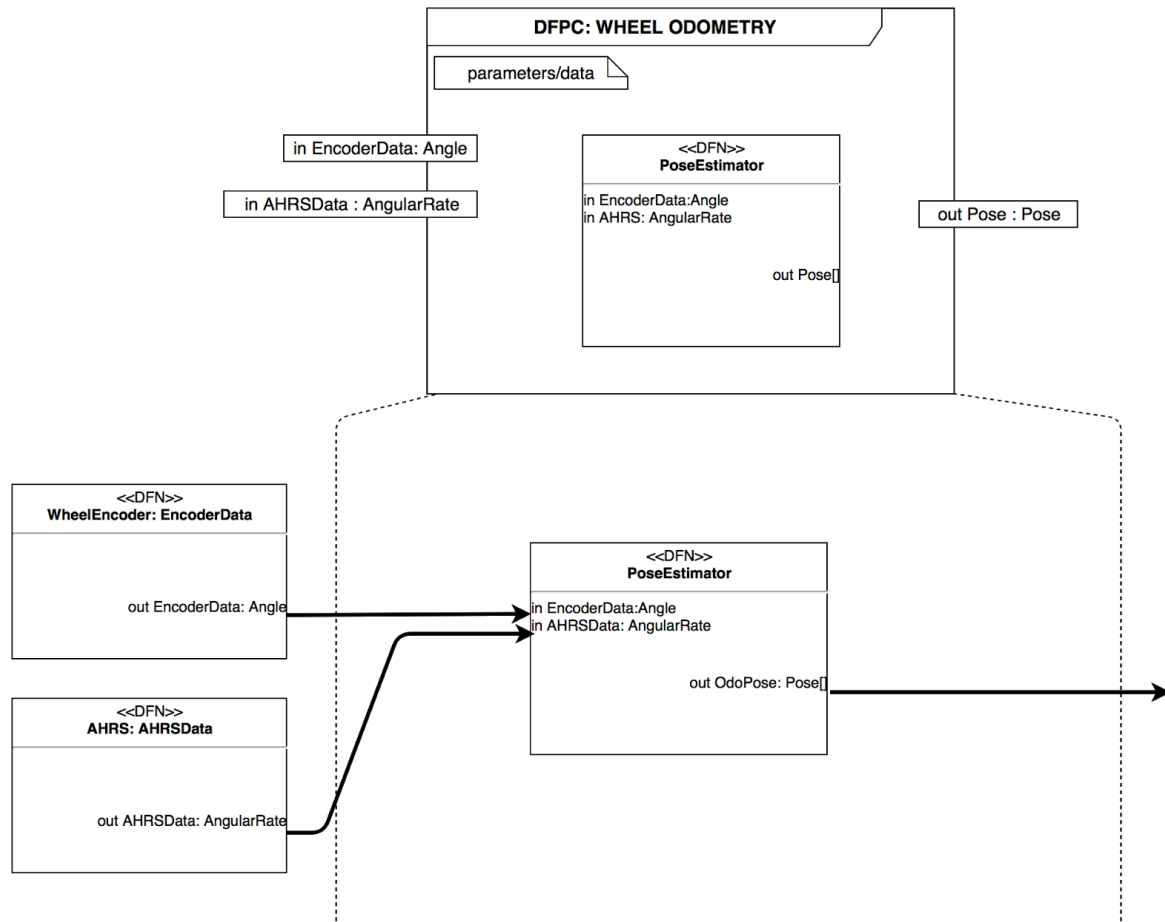 DFPC: WHEEL ODOMETRY
parameters/data
in EncoderData: Angle
in AHRSData : AngularRate
<<DFN>>
PoseEstimator
in EncoderData:Angle
in AHRS: AngularRate
out Pose[]
out Pose : Pose
<<DFN>>
WheelEncoder: EncoderData
out EncoderData: Angle
<<DFN>>
AHRS: AHRSData
out AHRSData: AngularRate
<<DFN>>
PoseEstimator
in EncoderData:Angle
in AHRSData: AngularRate
out OdoPose: Pose[]